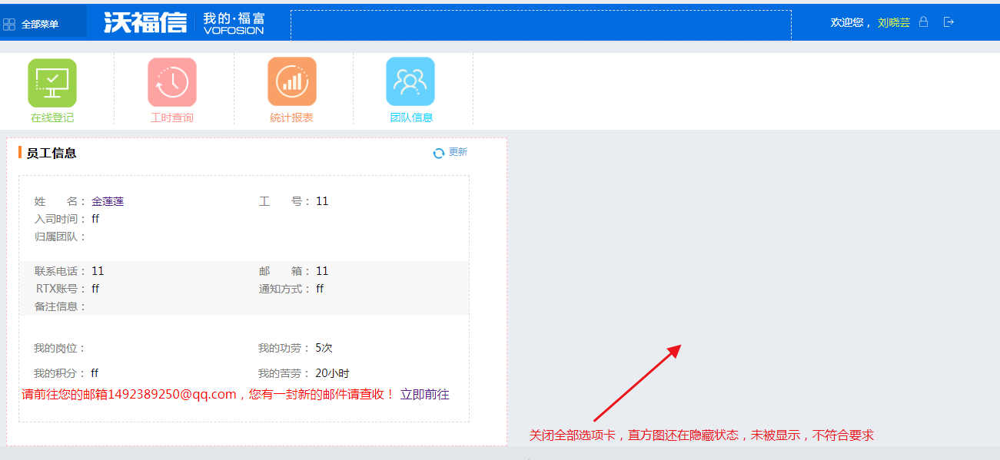 全部菜单
沃福信 我的·福富
VOFOSION
欢迎您， 刘晓芸
在线登记 工时查询 统计报表 团队信息
员工信息 更新
姓 名： 金莲莲 工 号： 11
入司时间： ff
归属团队：
联系电话： 11 邮 箱： 11
RTX账号： ff 通知方式： ff
备注信息：
我的岗位： 我的功劳： 5次
我的积分： ff 我的苦劳： 20小时
请前往您的邮箱1492389250@qq.com，您有一封新的邮件请查收！ 立即前往
关闭全部选项卡，直方图还在隐藏状态，未被显示，不符合要求